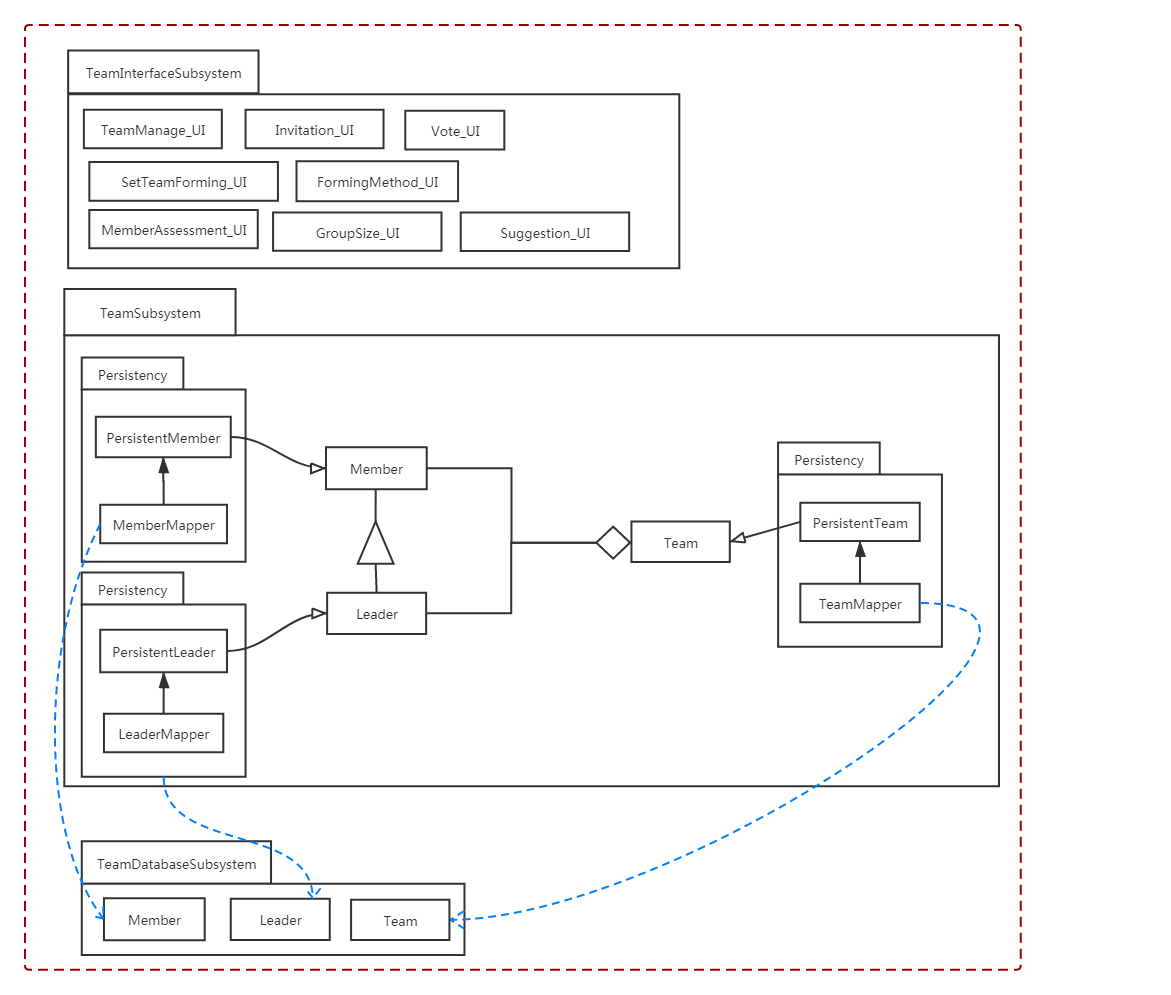 TeamInterfaceSubsystem
TeamManage_UI
Invitation_UI
Vote_UI
SetTeamForming_UI
FormingMethod_UI
MemberAssessment_UI
GroupSize_UI
Suggestion_UI
TeamSubsystem
Persistency
PersistentMember
MemberMapper
Persistency
PersistentLeader
LeaderMapper
Member
Leader
Team
Persistency
PersistentTeam
TeamMapper
TeamDatabaseSubsystem
Member
Leader
Team